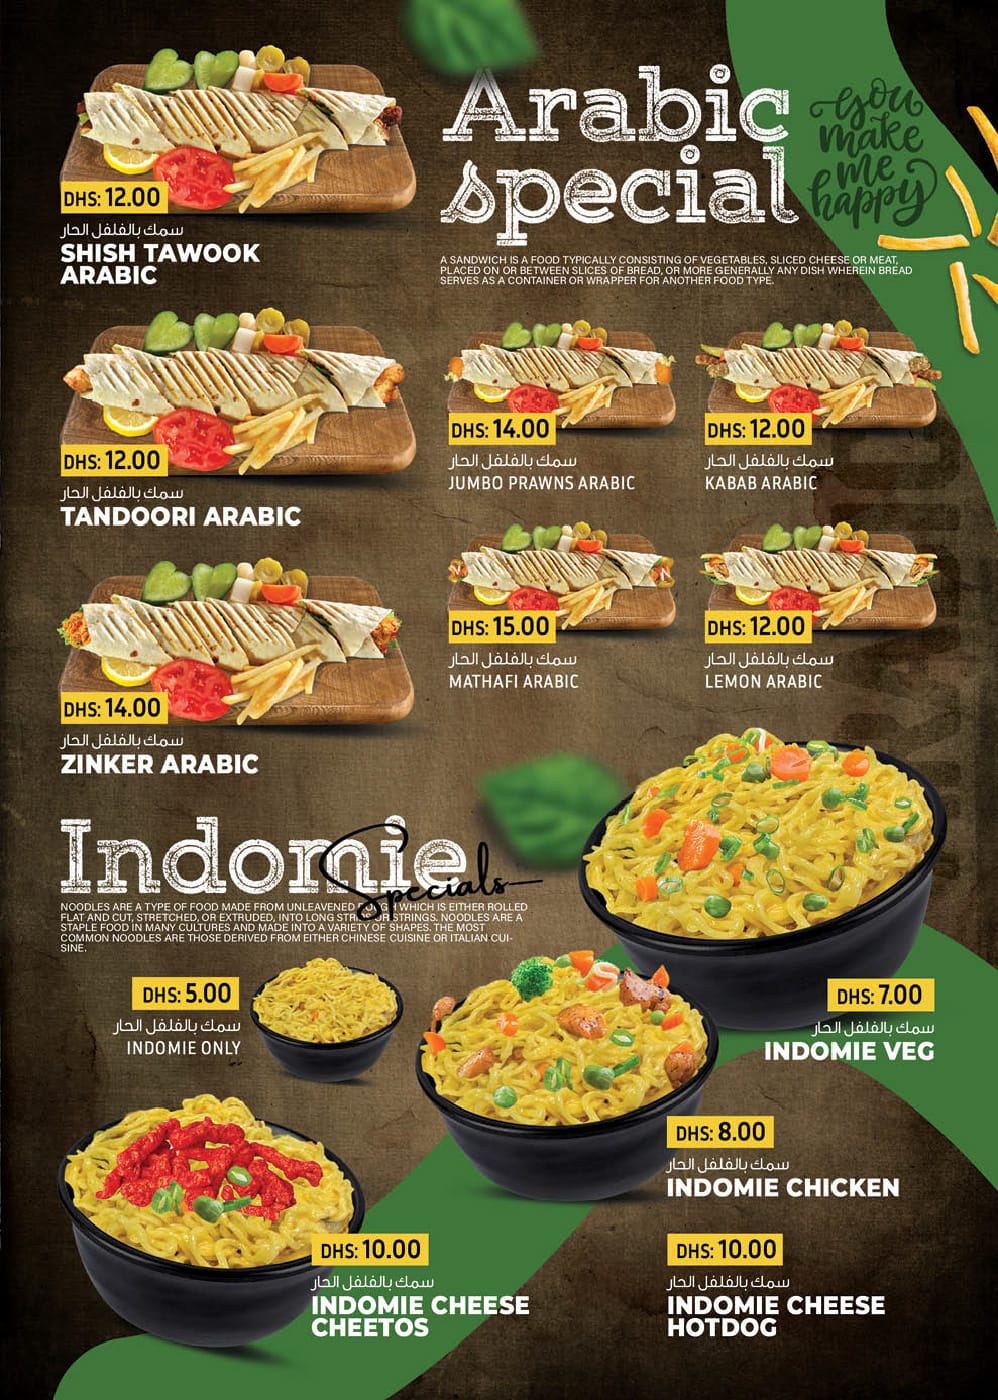 Arabic
special
you
make
me
happy
A SANDWICH IS A FOOD TYPICALLY CONSISTING OF VEGETABLES, SLICED CHEESE OR MEAT,
PLACED ON OR BETWEEN SLICES OF BREAD, OR MORE GENERALLY ANY DISH WHEREIN BREAD
SERVES AS A CONTAINER OR WRAPPER FOR ANOTHER FOOD TYPE.
DHS: 12.00
سمك بالفلفل الحار
SHISH TAWOOK
ARABIC
DHS: 12.00
سمك بالفلفل الحار
TANDOORI ARABIC
DHS: 14.00
سمك بالفلفل الحار
JUMBO PRAWNS ARABIC
DHS: 12.00
سمك بالفلفل الحار
KABAB ARABIC
DHS: 14.00
سمك بالفلفل الحار
ZINKER ARABIC
DHS: 15.00
سمك بالفلفل الحار
MATHAFI ARABIC
DHS: 12.00
سمك بالفلفل الحار
LEMON ARABIC
Indomie
Specials
NOODLES ARE A TYPE OF FOOD MADE FROM UNLEAVENED DOUGH WHICH IS EITHER ROLLED
FLAT AND CUT, STRETCHED, OR EXTRUDED, INTO LONG STRIPS OR STRINGS. NOODLES ARE A
STAPLE FOOD IN MANY CULTURES AND MADE INTO A VARIETY OF SHAPES. THE MOST
COMMON NOODLES ARE THOSE DERIVED FROM EITHER CHINESE CUISINE OR ITALIAN CUI-
SINE.
DHS: 5.00
سمك بالفلفل الحار
INDOMIE ONLY
DHS: 7.00
سمك بالفلفل الحار
INDOMIE VEG
DHS: 8.00
سمك بالفلفل الحار
INDOMIE CHICKEN
DHS: 10.00
سمك بالفلفل الحار
INDOMIE CHEESE
CHEETOS
DHS: 10.00
سمك بالفلفل الحار
INDOMIE CHEESE
HOTDOG